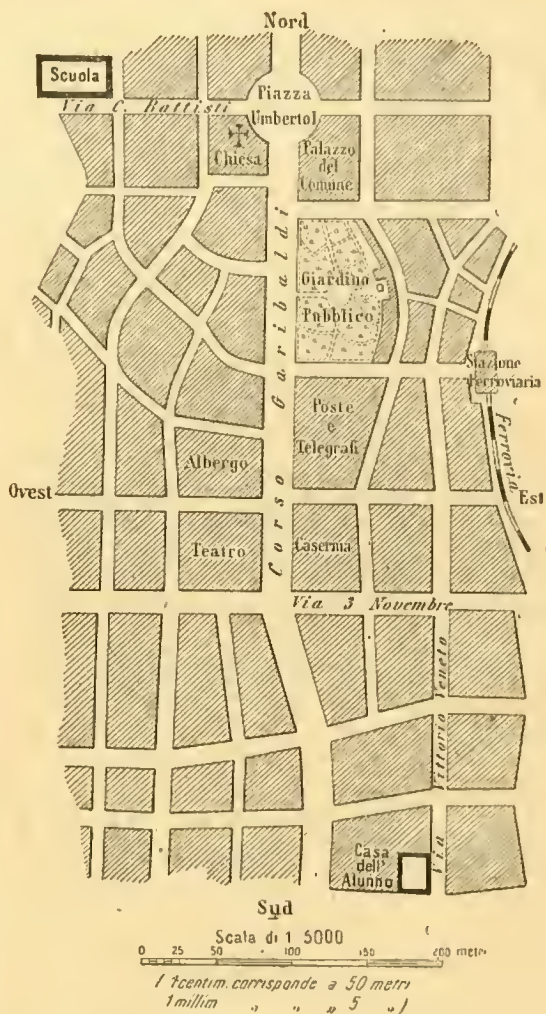 Nord
Scuola
Via C. Battisti
Piazza
Umberto I
Chiesa
Palazzo
del
Comune
Corso Garibaldi
Giardino
Pubblico
Stazione
Ferroviaria
Ferrovia
Poste
e
Telegrafi
Albergo
Ovest
Est
Teatro
Caserma
Via 3 Novembre
Via Vittorio Veneto
Casa
dell'
Alunno
Sud
Scala di 1 5000
0 25 50 100 150 200 metri
(1 centim. corrisponde a 50 metri
1 millim „ „ „ 5 „ )